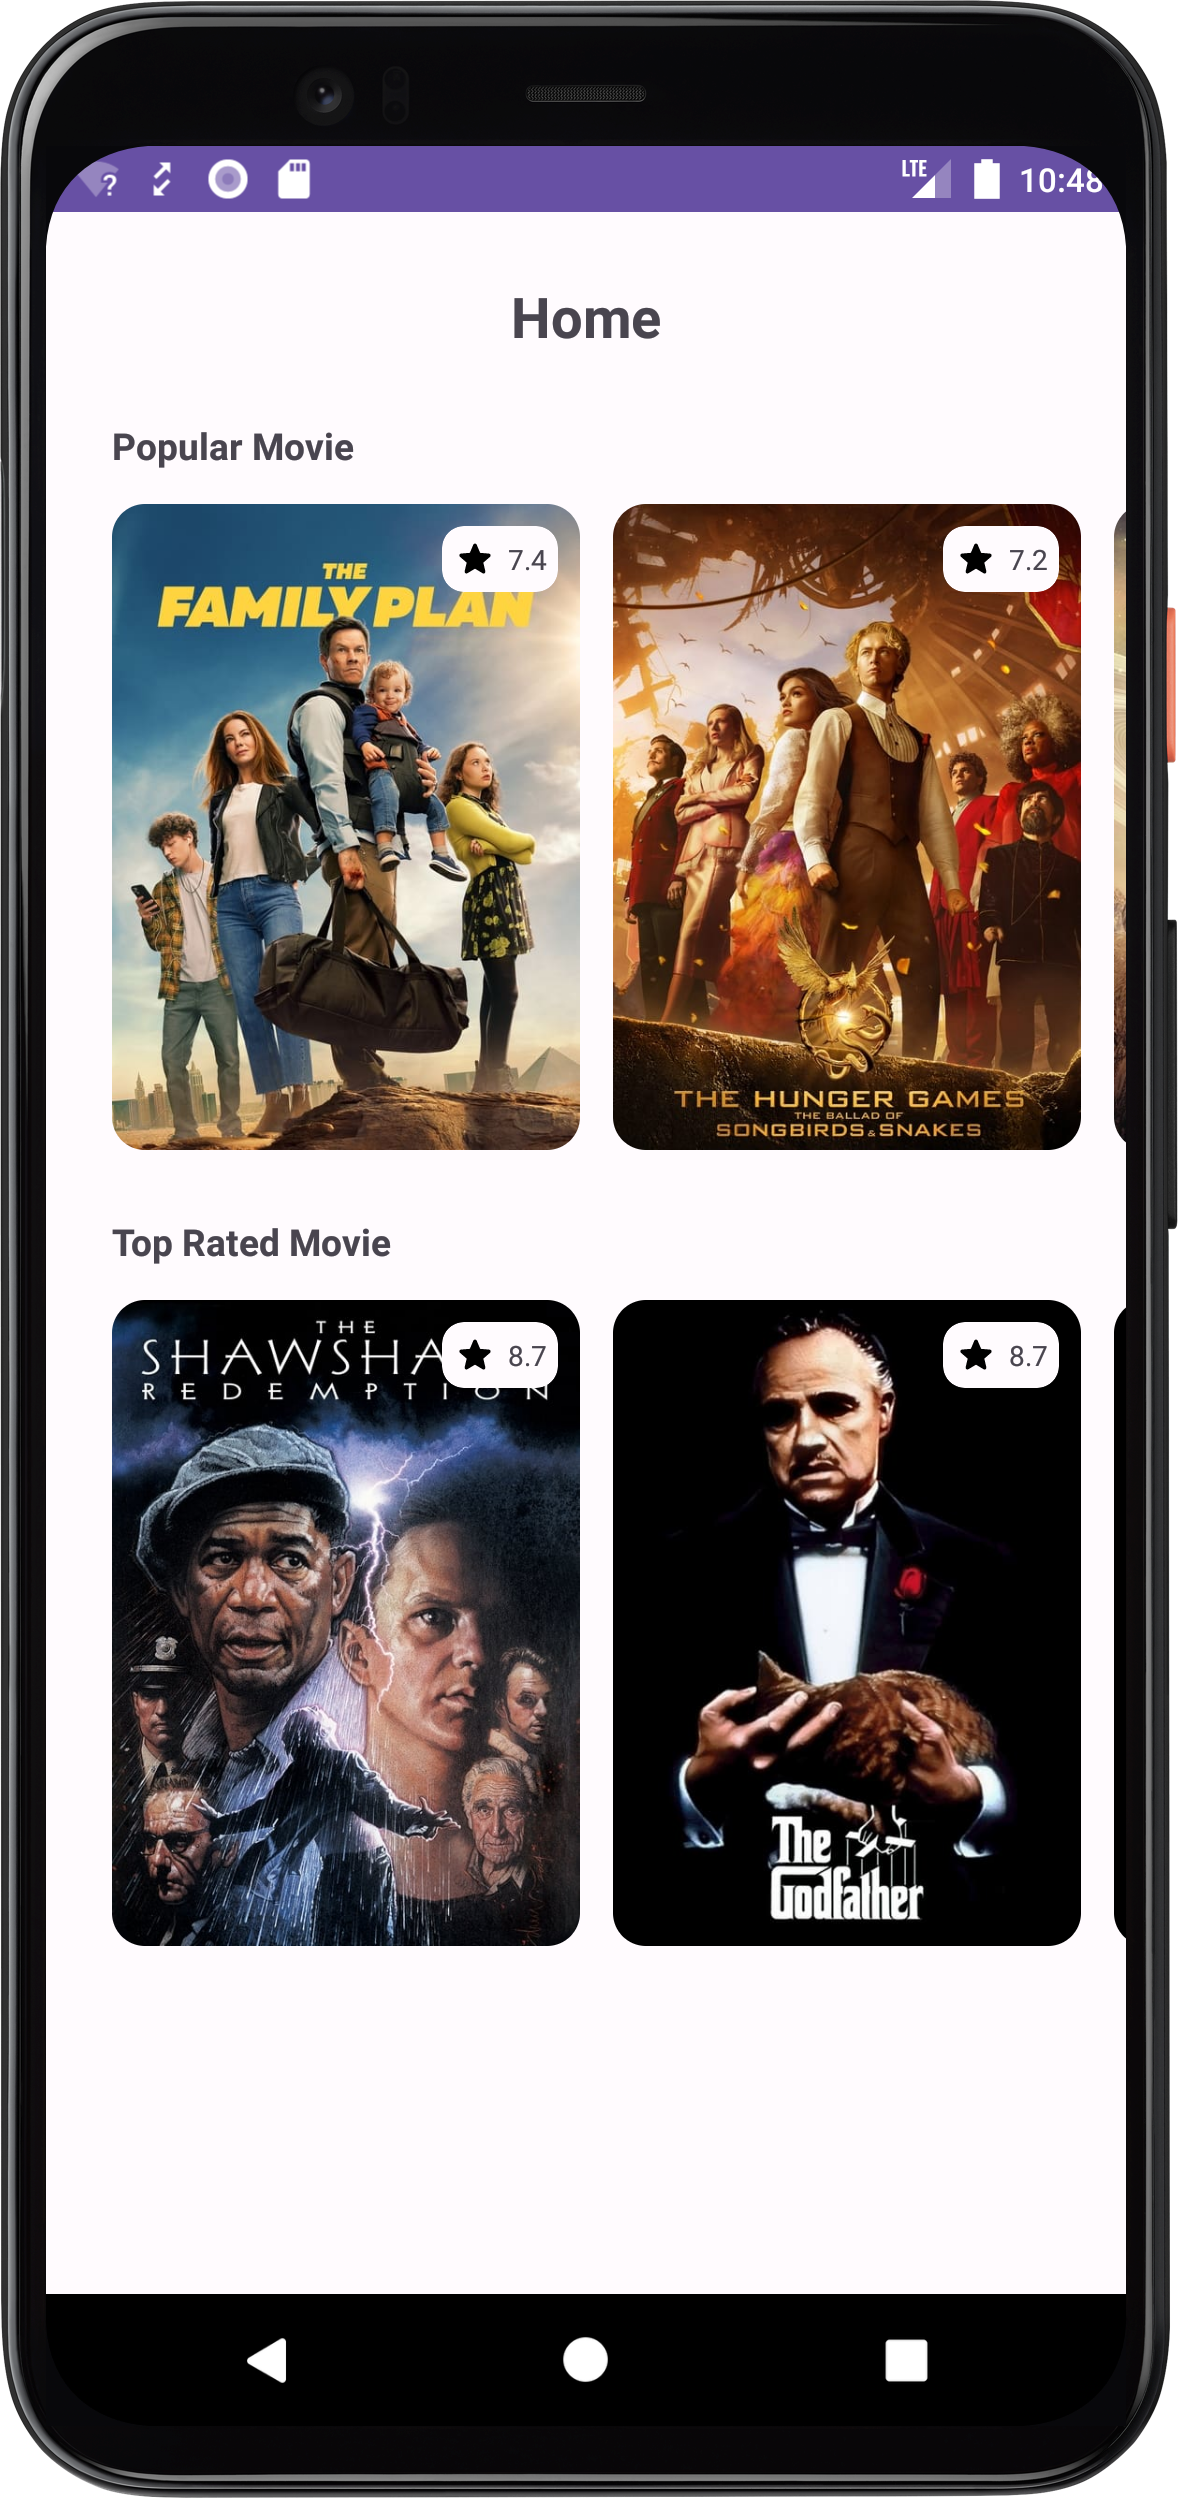 LTE 10:48
Home
Popular Movie
7.4
THE
FAMILY PLAN
7.2
THE HUNGER GAMES
THE BALLAD OF
SONGBIRDS & SNAKES
Top Rated Movie
THE
8.7
SHAWSHA
REDEMPTION
8.7
The
Godfather